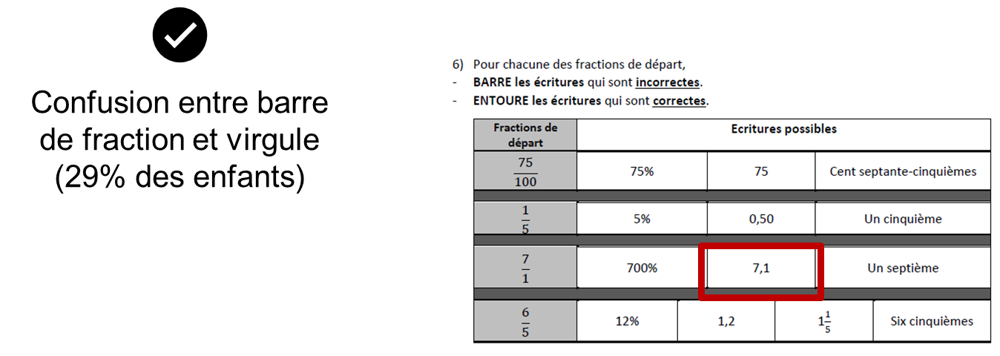 Confusion entre barre
de fraction et virgule
(29% des enfants)
6) Pour chacune des fractions de départ,
- BARRE les écritures qui sont incorrectes.
- ENTOURE les écritures qui sont correctes.
Fractions de départ Ecritures possibles
75/100 75% 75 Cent septante-cinquièmes
1/5 5% 0,50 Un cinquième
7/1 700% 7,1 Un septième
6/5 12% 1,2 1 1/5 Six cinquièmes